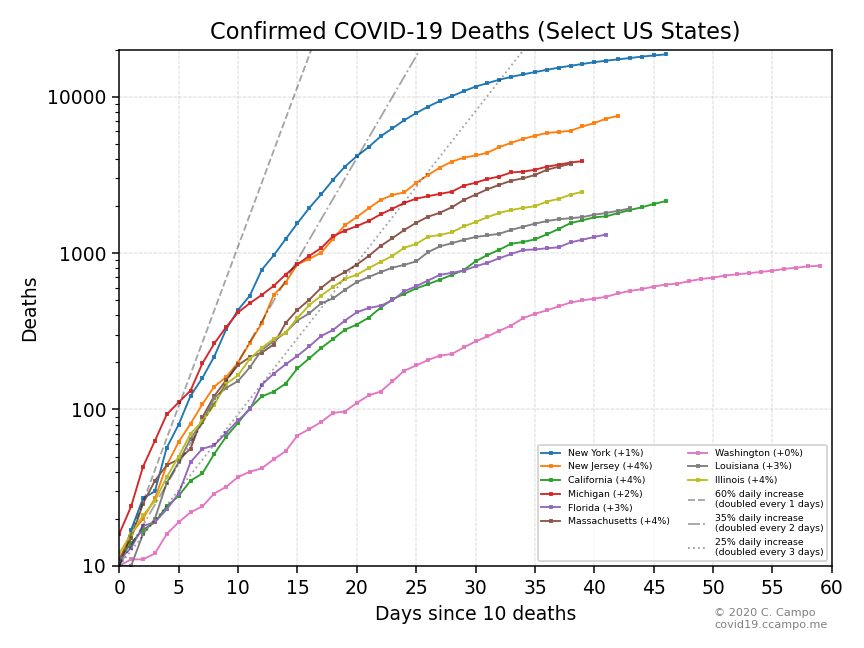 Confirmed COVID-19 Deaths (Select US States)
10000
1000
100
10
Deaths
0 5 10 15 20 25 30 35 40 45 50 55 60
Days since 10 deaths
New York (+1%)
New Jersey (+4%)
California (+4%)
Michigan (+2%)
Florida (+3%)
Massachusetts (+4%)
Washington (+0%)
Louisiana (+3%)
Illinois (+4%)
60% daily increase
(doubled every 1 days)
35% daily increase
(doubled every 2 days)
25% daily increase
(doubled every 3 days)
© 2020 C. Campo
covid19.ccampo.me